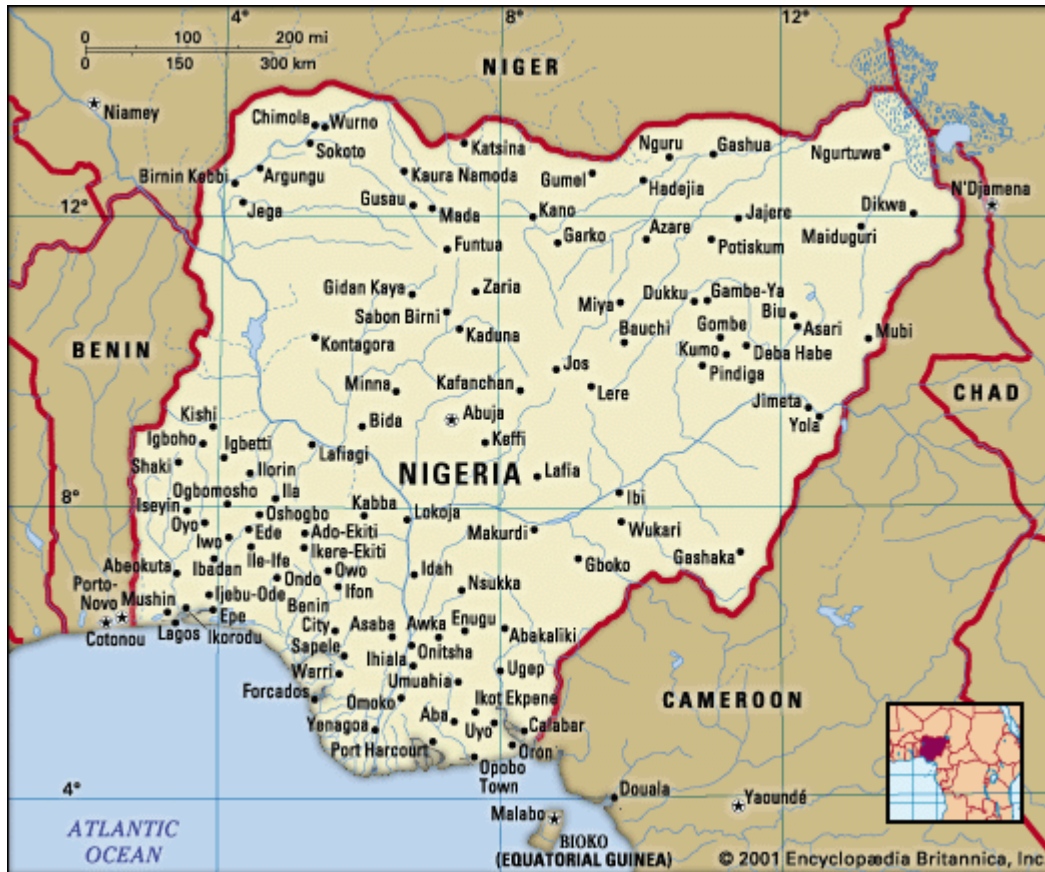 4°
8°
12°
0 100 200 mi
0 150 300 km
NIGER
Niamey
Chimola
Wurno
Sokoto
Katsina
Nguru
Gashua
Ngurtuwa
Birnin Kebbi
Argungu
Kaura Namoda
Gumel
Hadejia
N'Djamena
12°
Jega
Gusau
Mada
Kano
Jajere
Dikwa
Funtua
Garko
Azare
Potiskum
Maiduguri
Gidan Kaya
Zaria
Miya
Dukku
Gambe-Ya
Sabon Birni
Kaduna
Bauchi
Gombe
Biu
Asari
Mubi
BENIN
Kontagora
Kumo
Deba Habe
Jos
Pindiga
CHAD
Minna
Kafanchan
Lere
Jimeta
Yola
Kishi
Bida
Abuja
Igboho
Igbetti
Lafiagi
Keffi
Shaki
Ilorin
NIGERIA
Lafia
8°
Ogbomosho
Ila
Ibi
Iseyin
Oshogbo
Kabba
Lokoja
Oyo
Ede
Ado-Ekiti
Makurdi
Wukari
Iwo
Ikere-Ekiti
Gashaka
Ile-Ife
Abeokuta
Ibadan
Owo
Idah
Gboko
Ondo
Ifon
Nsukka
Porto-
Novo
Mushin
Ijebu-Ode
Benin
City
Epe
Asaba
Awka
Enugu
Abakaliki
Cotonou
Lagos
Ikorodu
Sapele
Onitsha
Ihiala
Ugep
Warri
Umuahia
Forcados
Omoko
Ikot Ekpene
CAMEROON
Yenagoa
Aba
Uyo
Calabar
Port Harcourt
Oron
Opobo
Town
4°
Douala
Yaoundé
Malabo
ATLANTIC
OCEAN
BIOKO
(EQUATORIAL GUINEA)
© 2001 Encyclopædia Britannica, Inc